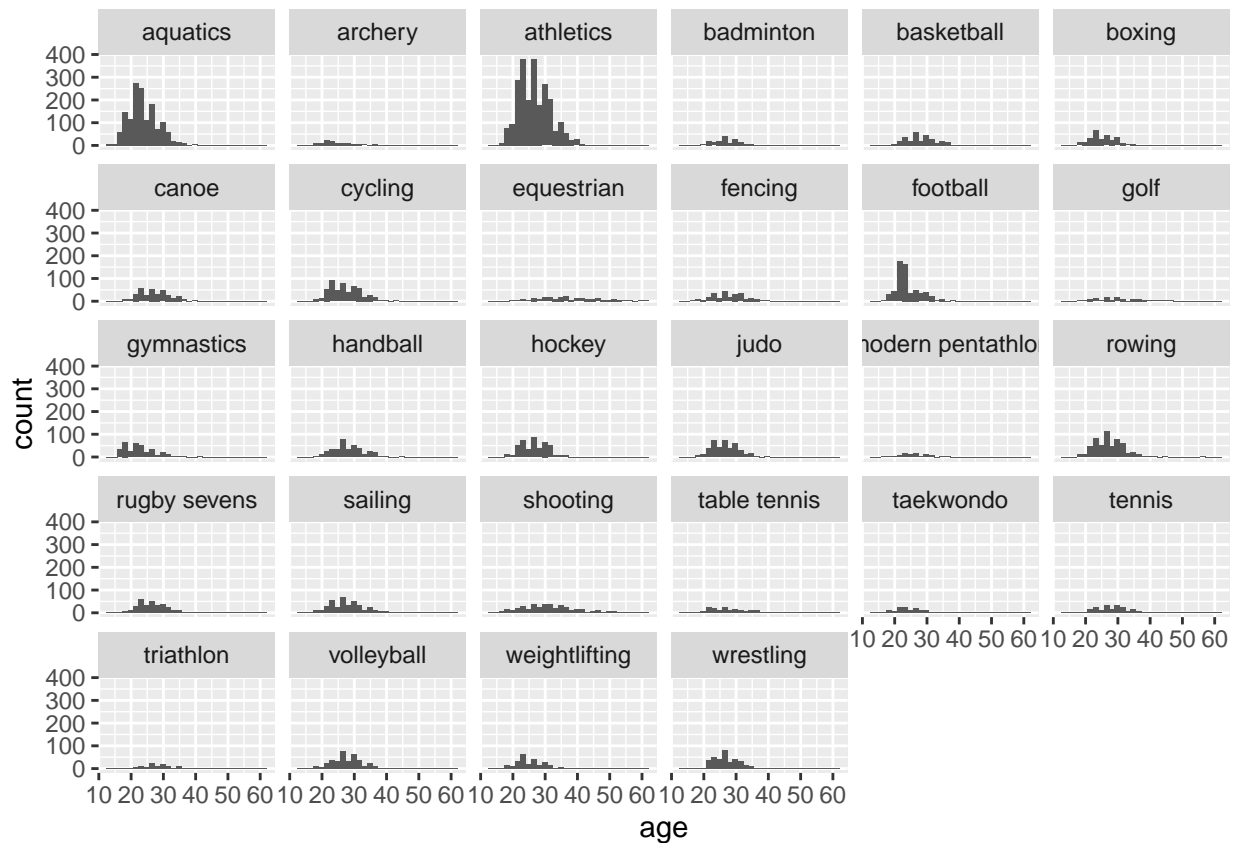 aquatics archery athletics badminton basketball boxing
400
300
200
100
0
canoe cycling equestrian fencing football golf
400
300
200
100
0
gymnastics handball hockey judo nodern pentathlo rowing
400
300
200
100
0
count
rugby sevens sailing shooting table tennis taekwondo tennis
400
300
200
100
0
10 20 30 40 50 60 10 20 30 40 50 60
triathlon volleyball weightlifting wrestling
400
300
200
100
0
10 20 30 40 50 60 10 20 30 40 50 60 10 20 30 40 50 60 10 20 30 40 50 60
age